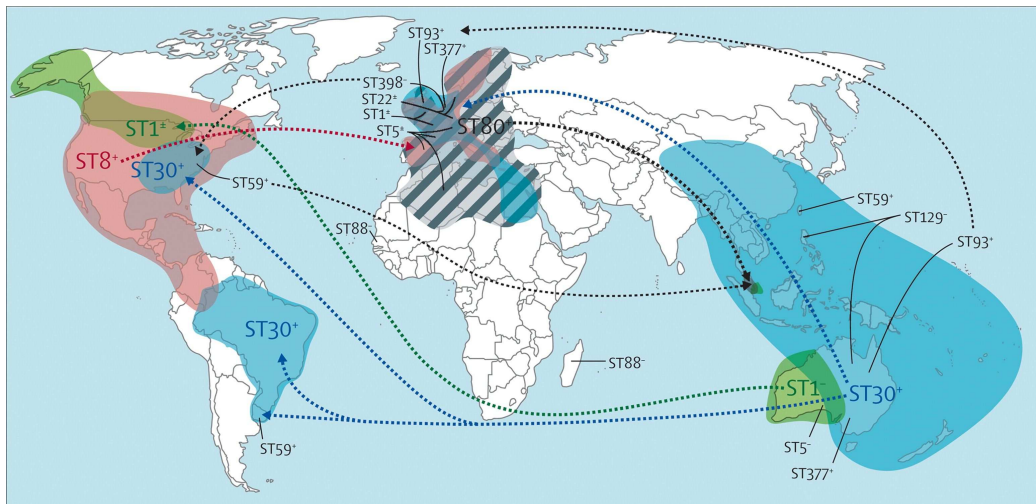 ST93⁺
ST377⁺
ST398⁻
ST22±
ST1±
ST5±
ST80⁺
ST1±
ST8⁺
ST30⁺
ST59⁺
ST88⁻
ST59⁺
ST129⁻
ST93⁺
ST30⁺
ST88⁻
ST1⁻
ST30⁺
ST59⁺
ST5⁻
ST377⁺